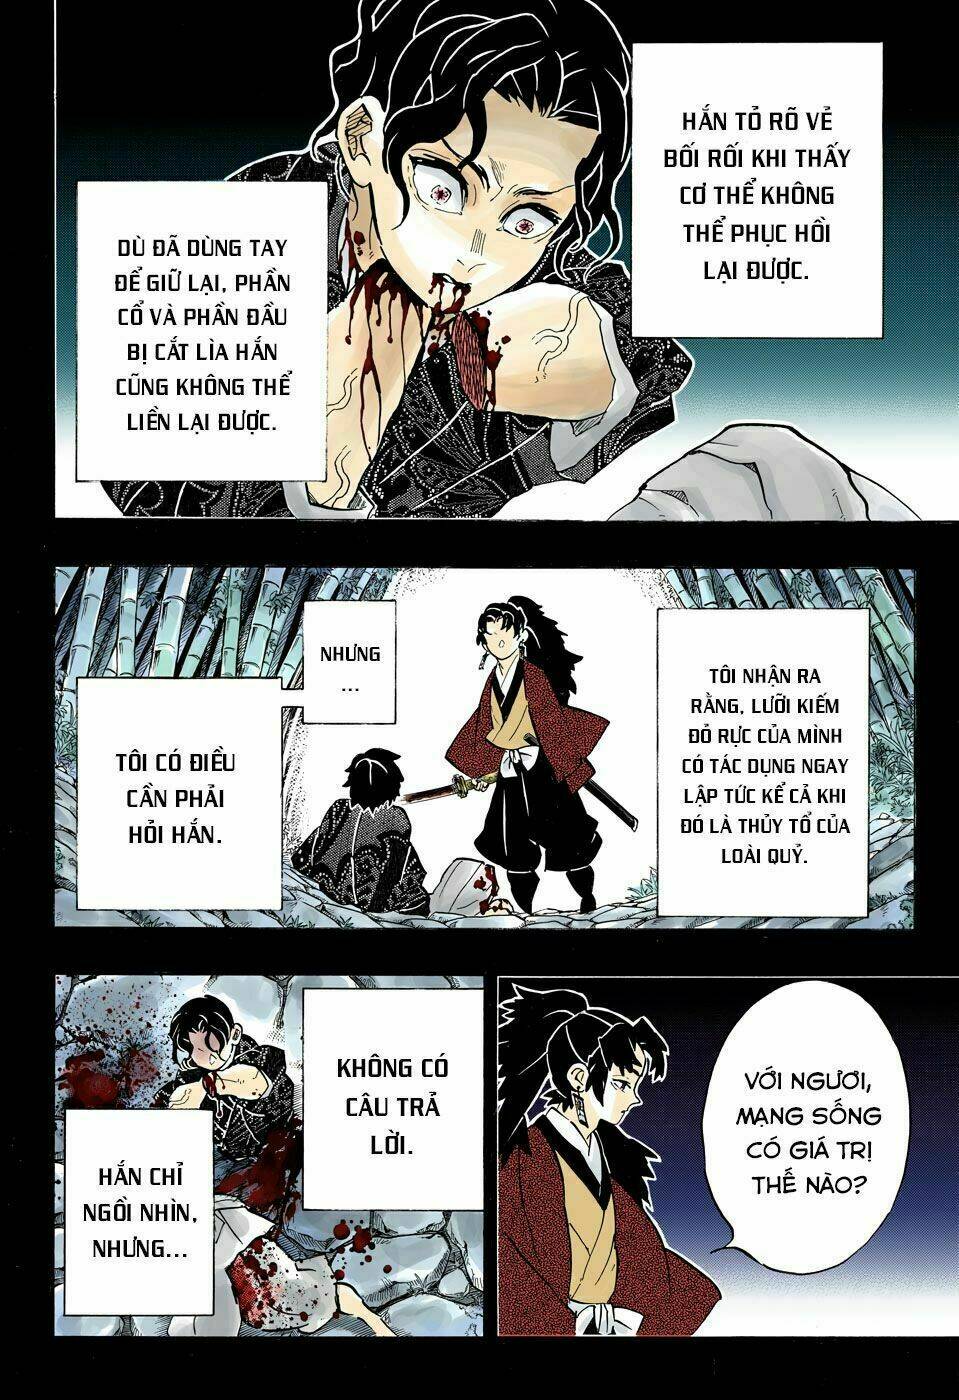 HẮN TỎ RÕ VẺ
BỐI RỐI KHI THẤY
CƠ THỂ KHÔNG
THỂ PHỤC HỒI
LẠI ĐƯỢC.
DÙ ĐÃ DÙNG TAY
ĐỂ GIỮ LẠI, PHẦN
CỔ VÀ PHẦN ĐẦU
BỊ CẮT LÌA HẮN
CŨNG KHÔNG THỂ
LIỀN LẠI ĐƯỢC.
TÔI NHẬN RA
RẰNG, LƯỠI KIẾM
ĐỎ RỰC CỦA MÌNH
CÓ TÁC DỤNG NGAY
LẬP TỨC KỂ CẢ KHI
ĐÓ LÀ THỦY TỔ CỦA
LOÀI QUỶ.
NHƯNG
...
TÔI CÓ ĐIỀU
CẦN PHẢI
HỎI HẮN.
VỚI NGƯƠI,
MẠNG SỐNG
CÓ GIÁ TRỊ
THẾ NÀO?
KHÔNG CÓ
CÂU TRẢ
LỜI.
HẮN CHỈ
NGỒI NHÌN,
NHƯNG...